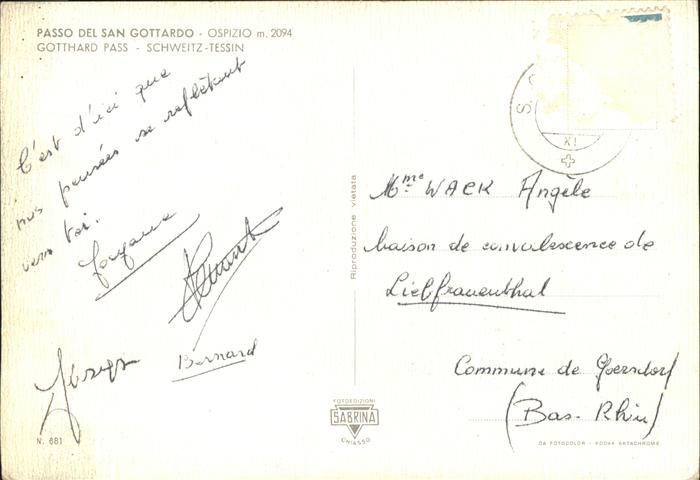 PASSO DEL SAN GOTTARDO - OSPIZIO m. 2094
GOTTHARD PASS - SCHWEITZ-TESSIN
C'est d'ici que
nos pensées se reflètent
vers toi.
Bernard
N. 681
Riproduzione vietata
FOTOEDIZIONI
SABRINA
CHIASSO
S.
XI
Mme WACK Angèle
Maison de convalescence de
Liebfrauenthal
Commune de Goersdorf
(Bas-Rhin)
DA FOTOCOLOR - KODAK EKTACHROME